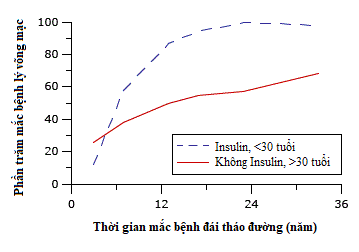 Phần trăm mắc bệnh lý võng mạc
100
80
60
40
20
0
Insulin, <30 tuổi
Không Insulin, >30 tuổi
0 12 24 36
Thời gian mắc bệnh đái tháo đường (năm)